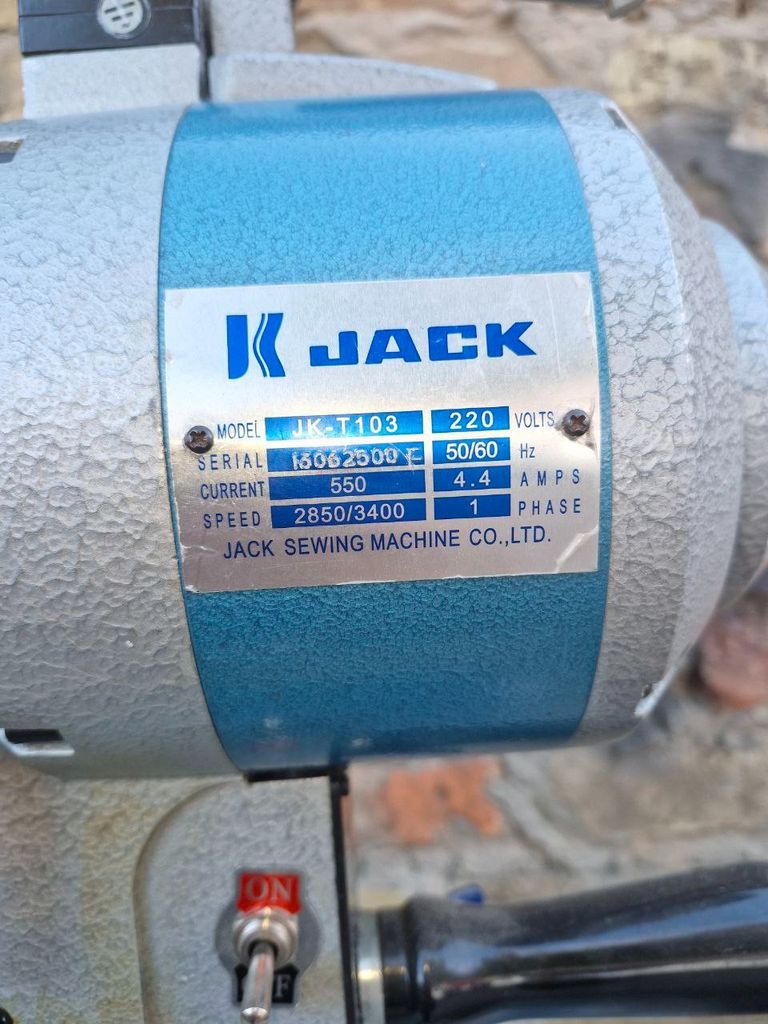 JACK
MODEL JK-T103 220 VOLTS
SERIAL 50/60 Hz
CURRENT 550 4.4 AMPS
SPEED 2850/3400 1 PHASE
JACK SEWING MACHINE CO.,LTD.
ON